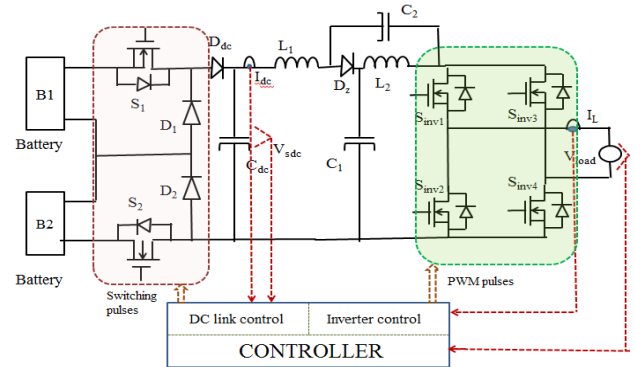 C2
Ddc
L1
Idc
Dz
L2
B1
S1
D1
Sinv1
Sinv3
IL
Battery
Vsdc
Cdc
C1
Vload
D2
S2
Sinv2
Sinv4
B2
Battery
Switching
pulses
PWM pulses
DC link control
Inverter control
CONTROLLER